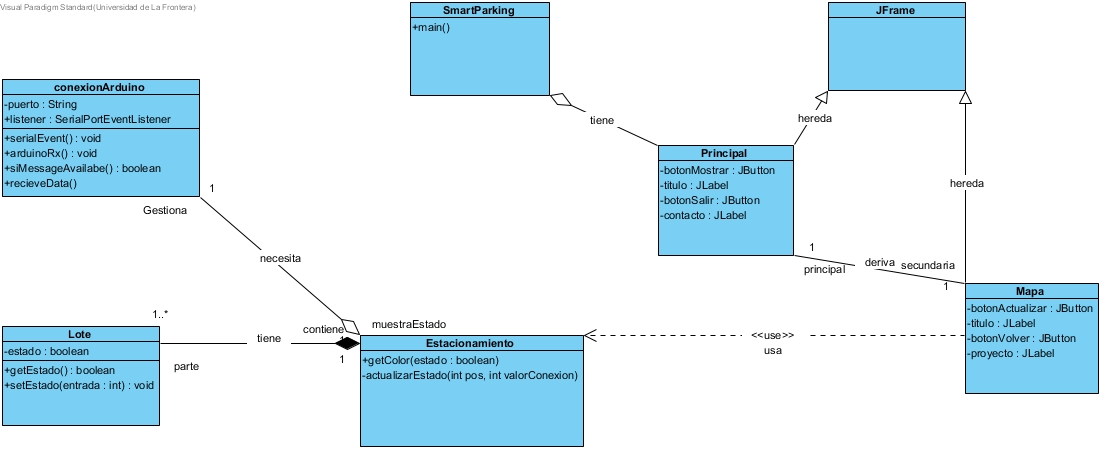 Visual Paradigm Standard(Universidad de La Frontera)
SmartParking
+main()
JFrame
conexionArduino
-puerto : String
+listener : SerialPortEventListener
+serialEvent() : void
+arduinoRx() : void
+siMessageAvailabe() : boolean
+recieveData()
tiene
hereda
Principal
-botonMostrar : JButton
-titulo : JLabel
-botonSalir : JButton
-contacto : JLabel
hereda
1
Gestiona
necesita
1
principal
deriva
secundaria
1
Mapa
-botonActualizar : JButton
-titulo : JLabel
-botonVolver : JButton
-proyecto : JLabel
1..*
Lote
-estado : boolean
+getEstado() : boolean
+setEstado(entrada : int) : void
tiene
parte
contiene
1
1
muestraEstado
Estacionamiento
+getColor(estado : boolean)
-actualizarEstado(int pos, int valorConexion)
<<use>>
usa